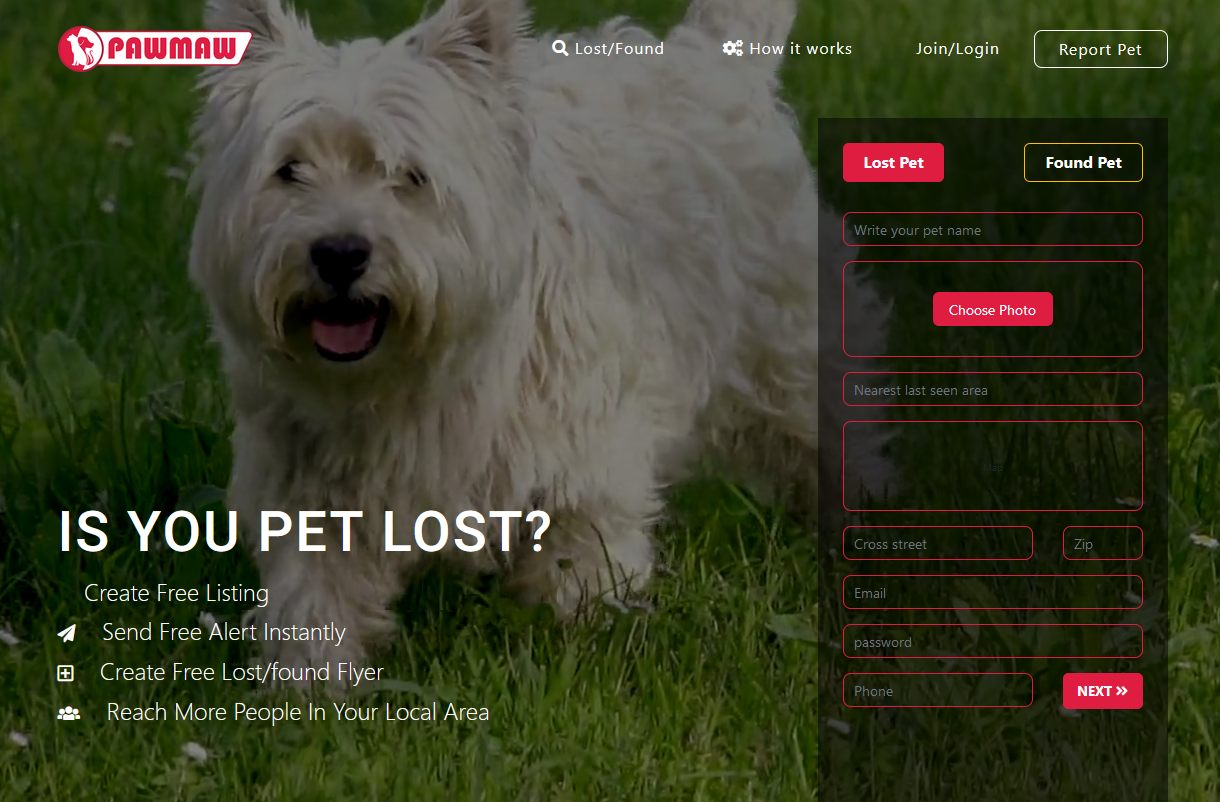 PAWMAW
Lost/Found
How it works
Join/Login
Report Pet
Lost Pet
Found Pet
Write your pet name
Choose Photo
Nearest last seen area
Map
Cross street
Zip
Email
password
Phone
NEXT »
IS YOU PET LOST?
Create Free Listing
Send Free Alert Instantly
Create Free Lost/found Flyer
Reach More People In Your Local Area